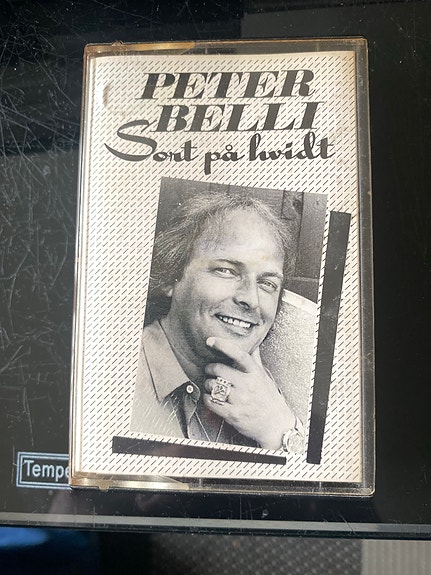 PETER
BELLI
Sort på hvidt
Tempe